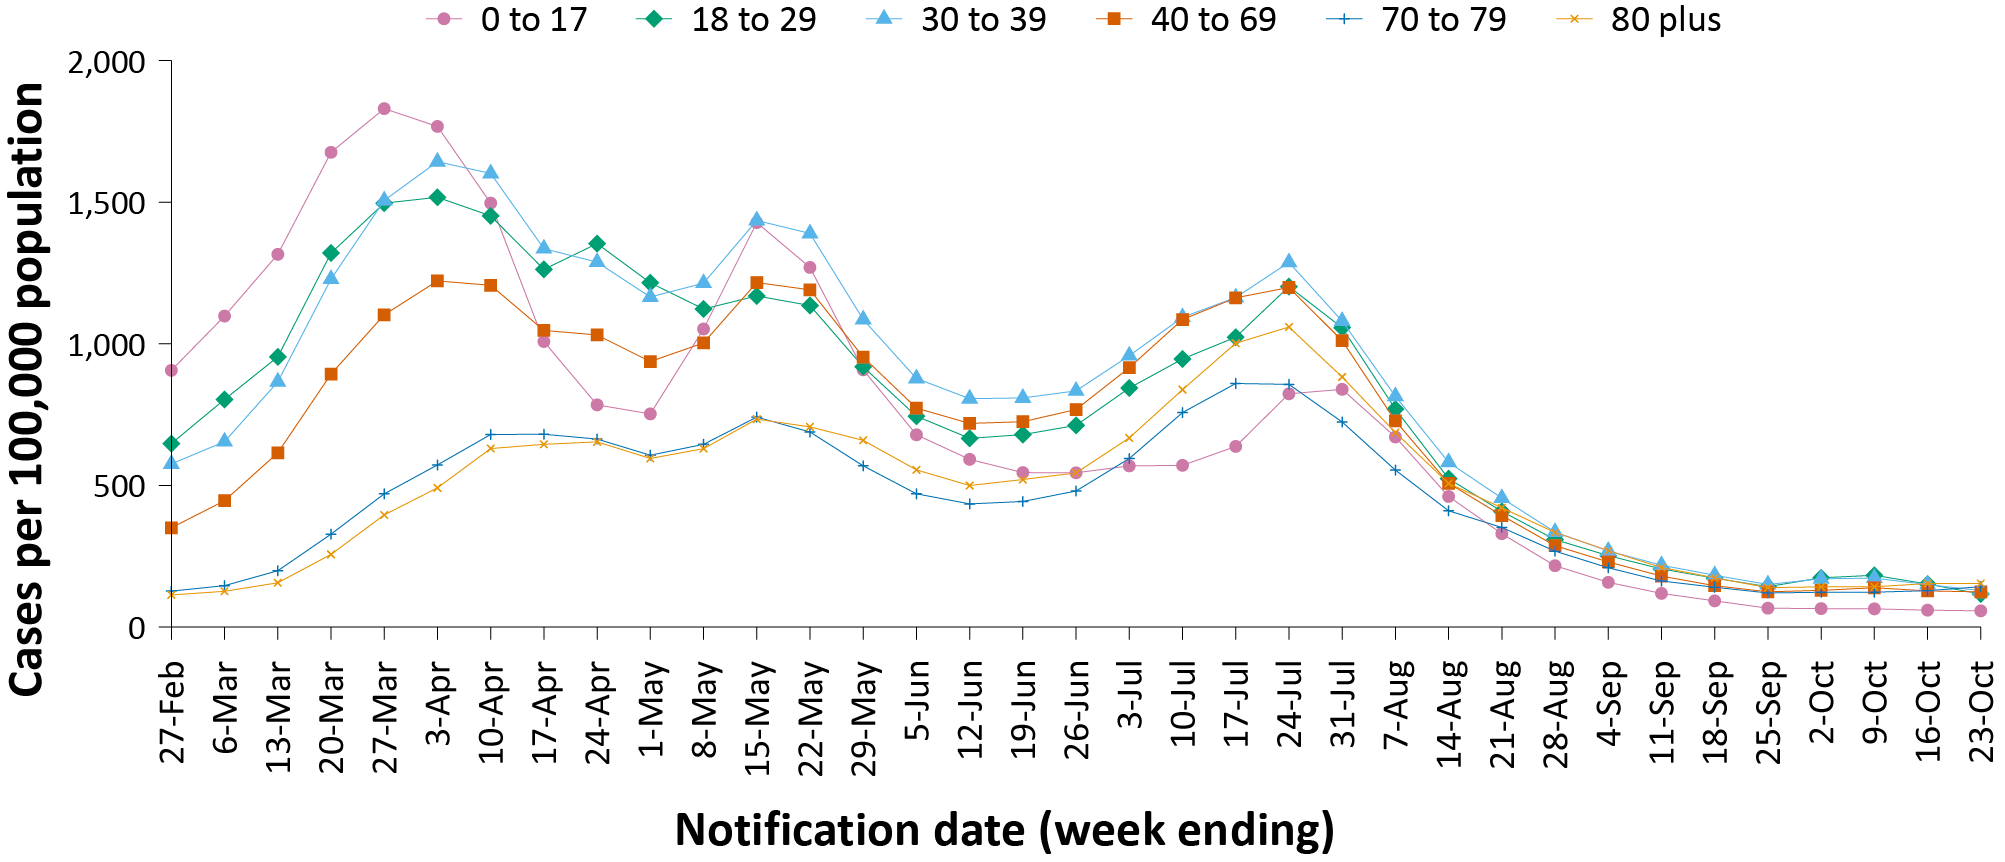 0 to 17 18 to 29 30 to 39 40 to 69 70 to 79 80 plus
Cases per 100,000 population
2,000
1,500
1,000
500
0
27-Feb
6-Mar
13-Mar
20-Mar
27-Mar
3-Apr
10-Apr
17-Apr
24-Apr
1-May
8-May
15-May
22-May
29-May
5-Jun
12-Jun
19-Jun
26-Jun
3-Jul
10-Jul
17-Jul
24-Jul
31-Jul
7-Aug
14-Aug
21-Aug
28-Aug
4-Sep
11-Sep
18-Sep
25-Sep
2-Oct
9-Oct
16-Oct
23-Oct
Notification date (week ending)